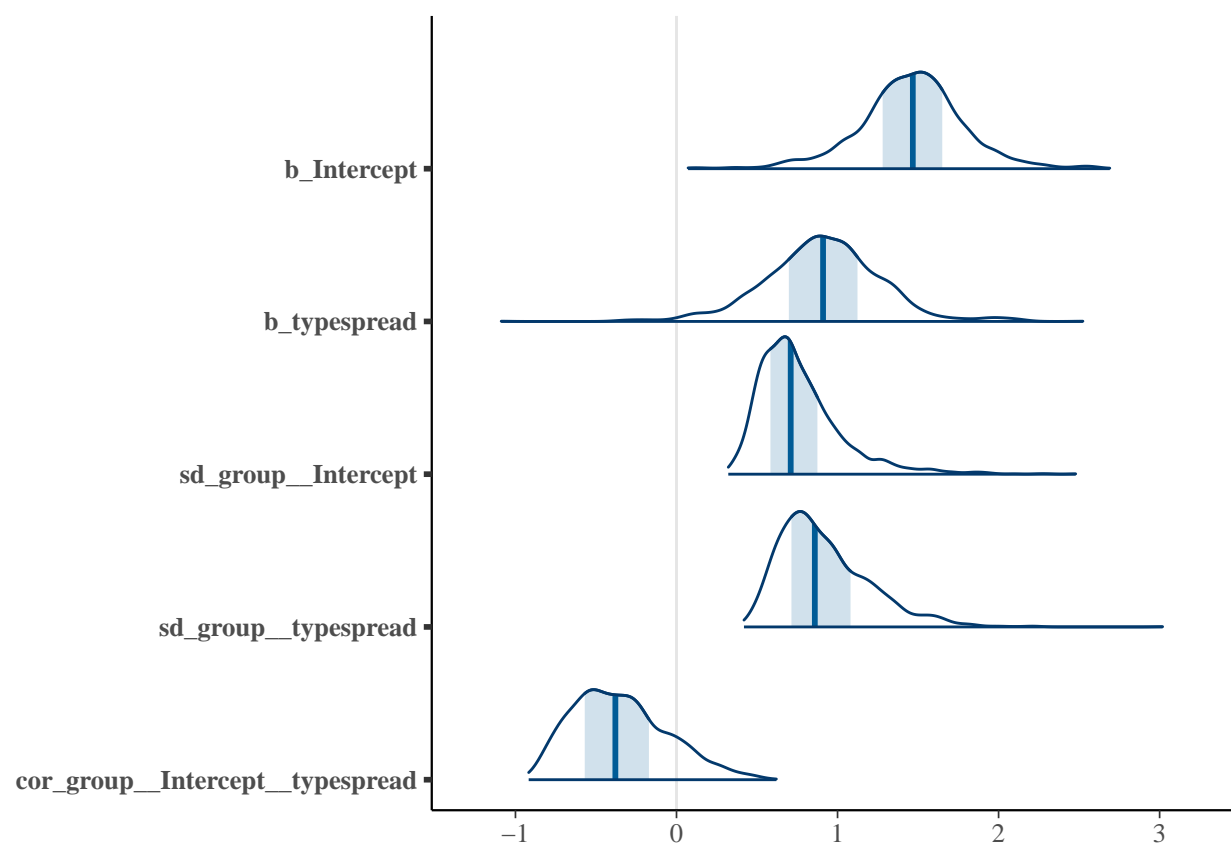 b_Intercept
b_typespread
sd_group__Intercept
sd_group__typespread
cor_group__Intercept__typespread
−1 0 1 2 3